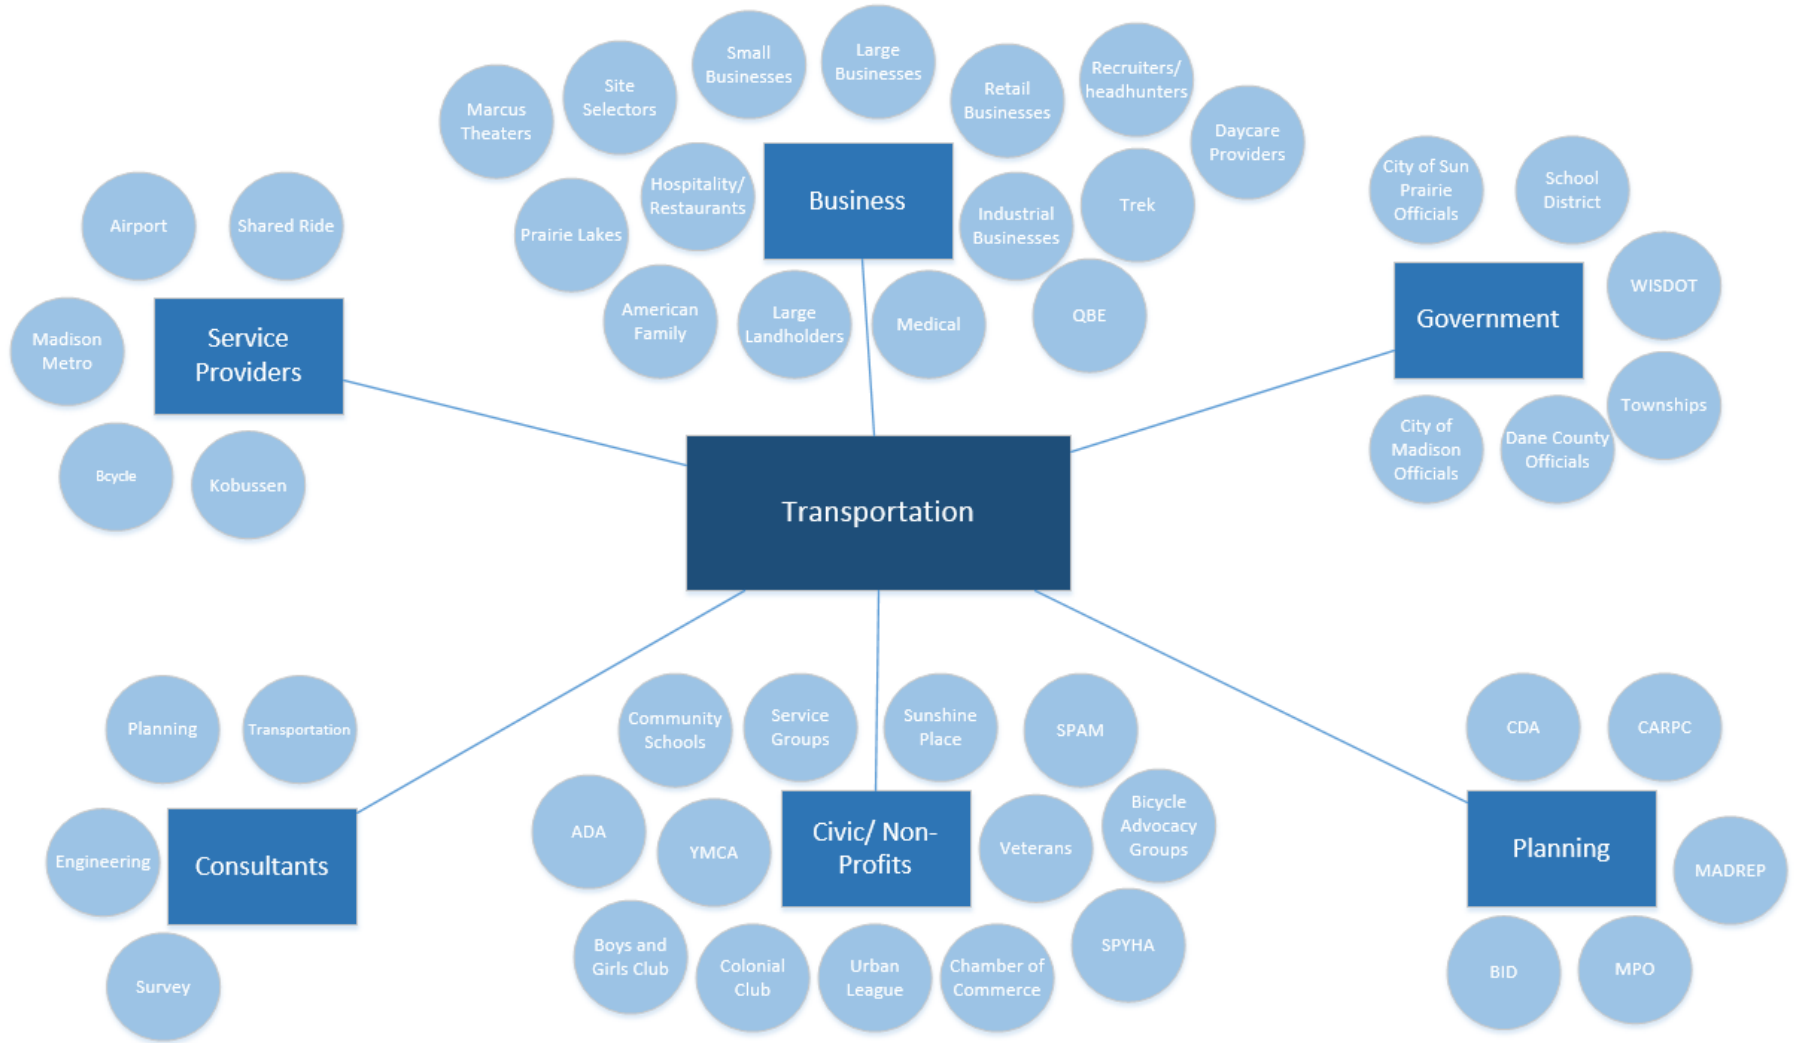 Small
Businesses
Large
Businesses
Site
Selectors
Retail
Businesses
Recruiters/
headhunters
Marcus
Theaters
Daycare
Providers
Hospitality/
Restaurants
Business
Industrial
Businesses
Trek
Prairie Lakes
American
Family
Large
Landholders
Medical
QBE
Airport
Shared Ride
Madison
Metro
Service
Providers
Bcycle
Kobussen
City of Sun
Prairie
Officials
School
District
WISDOT
Government
Townships
City of
Madison
Officials
Dane County
Officials
Transportation
Planning
Transportation
Engineering
Consultants
Survey
Community
Schools
Service
Groups
Sunshine
Place
SPAM
ADA
YMCA
Civic/ Non-
Profits
Veterans
Bicycle
Advocacy
Groups
Boys and
Girls Club
Colonial
Club
Urban
League
Chamber of
Commerce
SPYHA
CDA
CARPC
Planning
MADREP
BID
MPO